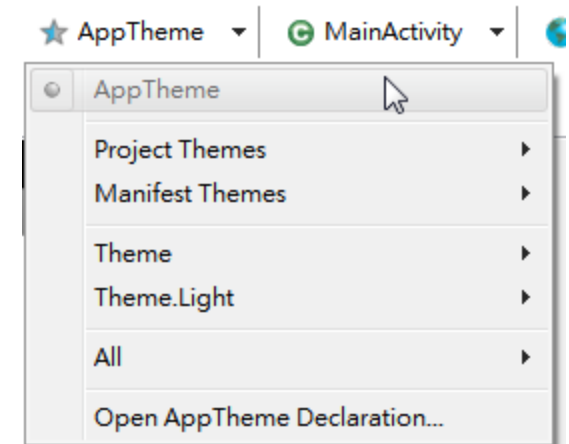 AppTheme MainActivity
AppTheme
Project Themes
Manifest Themes
Theme
Theme.Light
All
Open AppTheme Declaration...